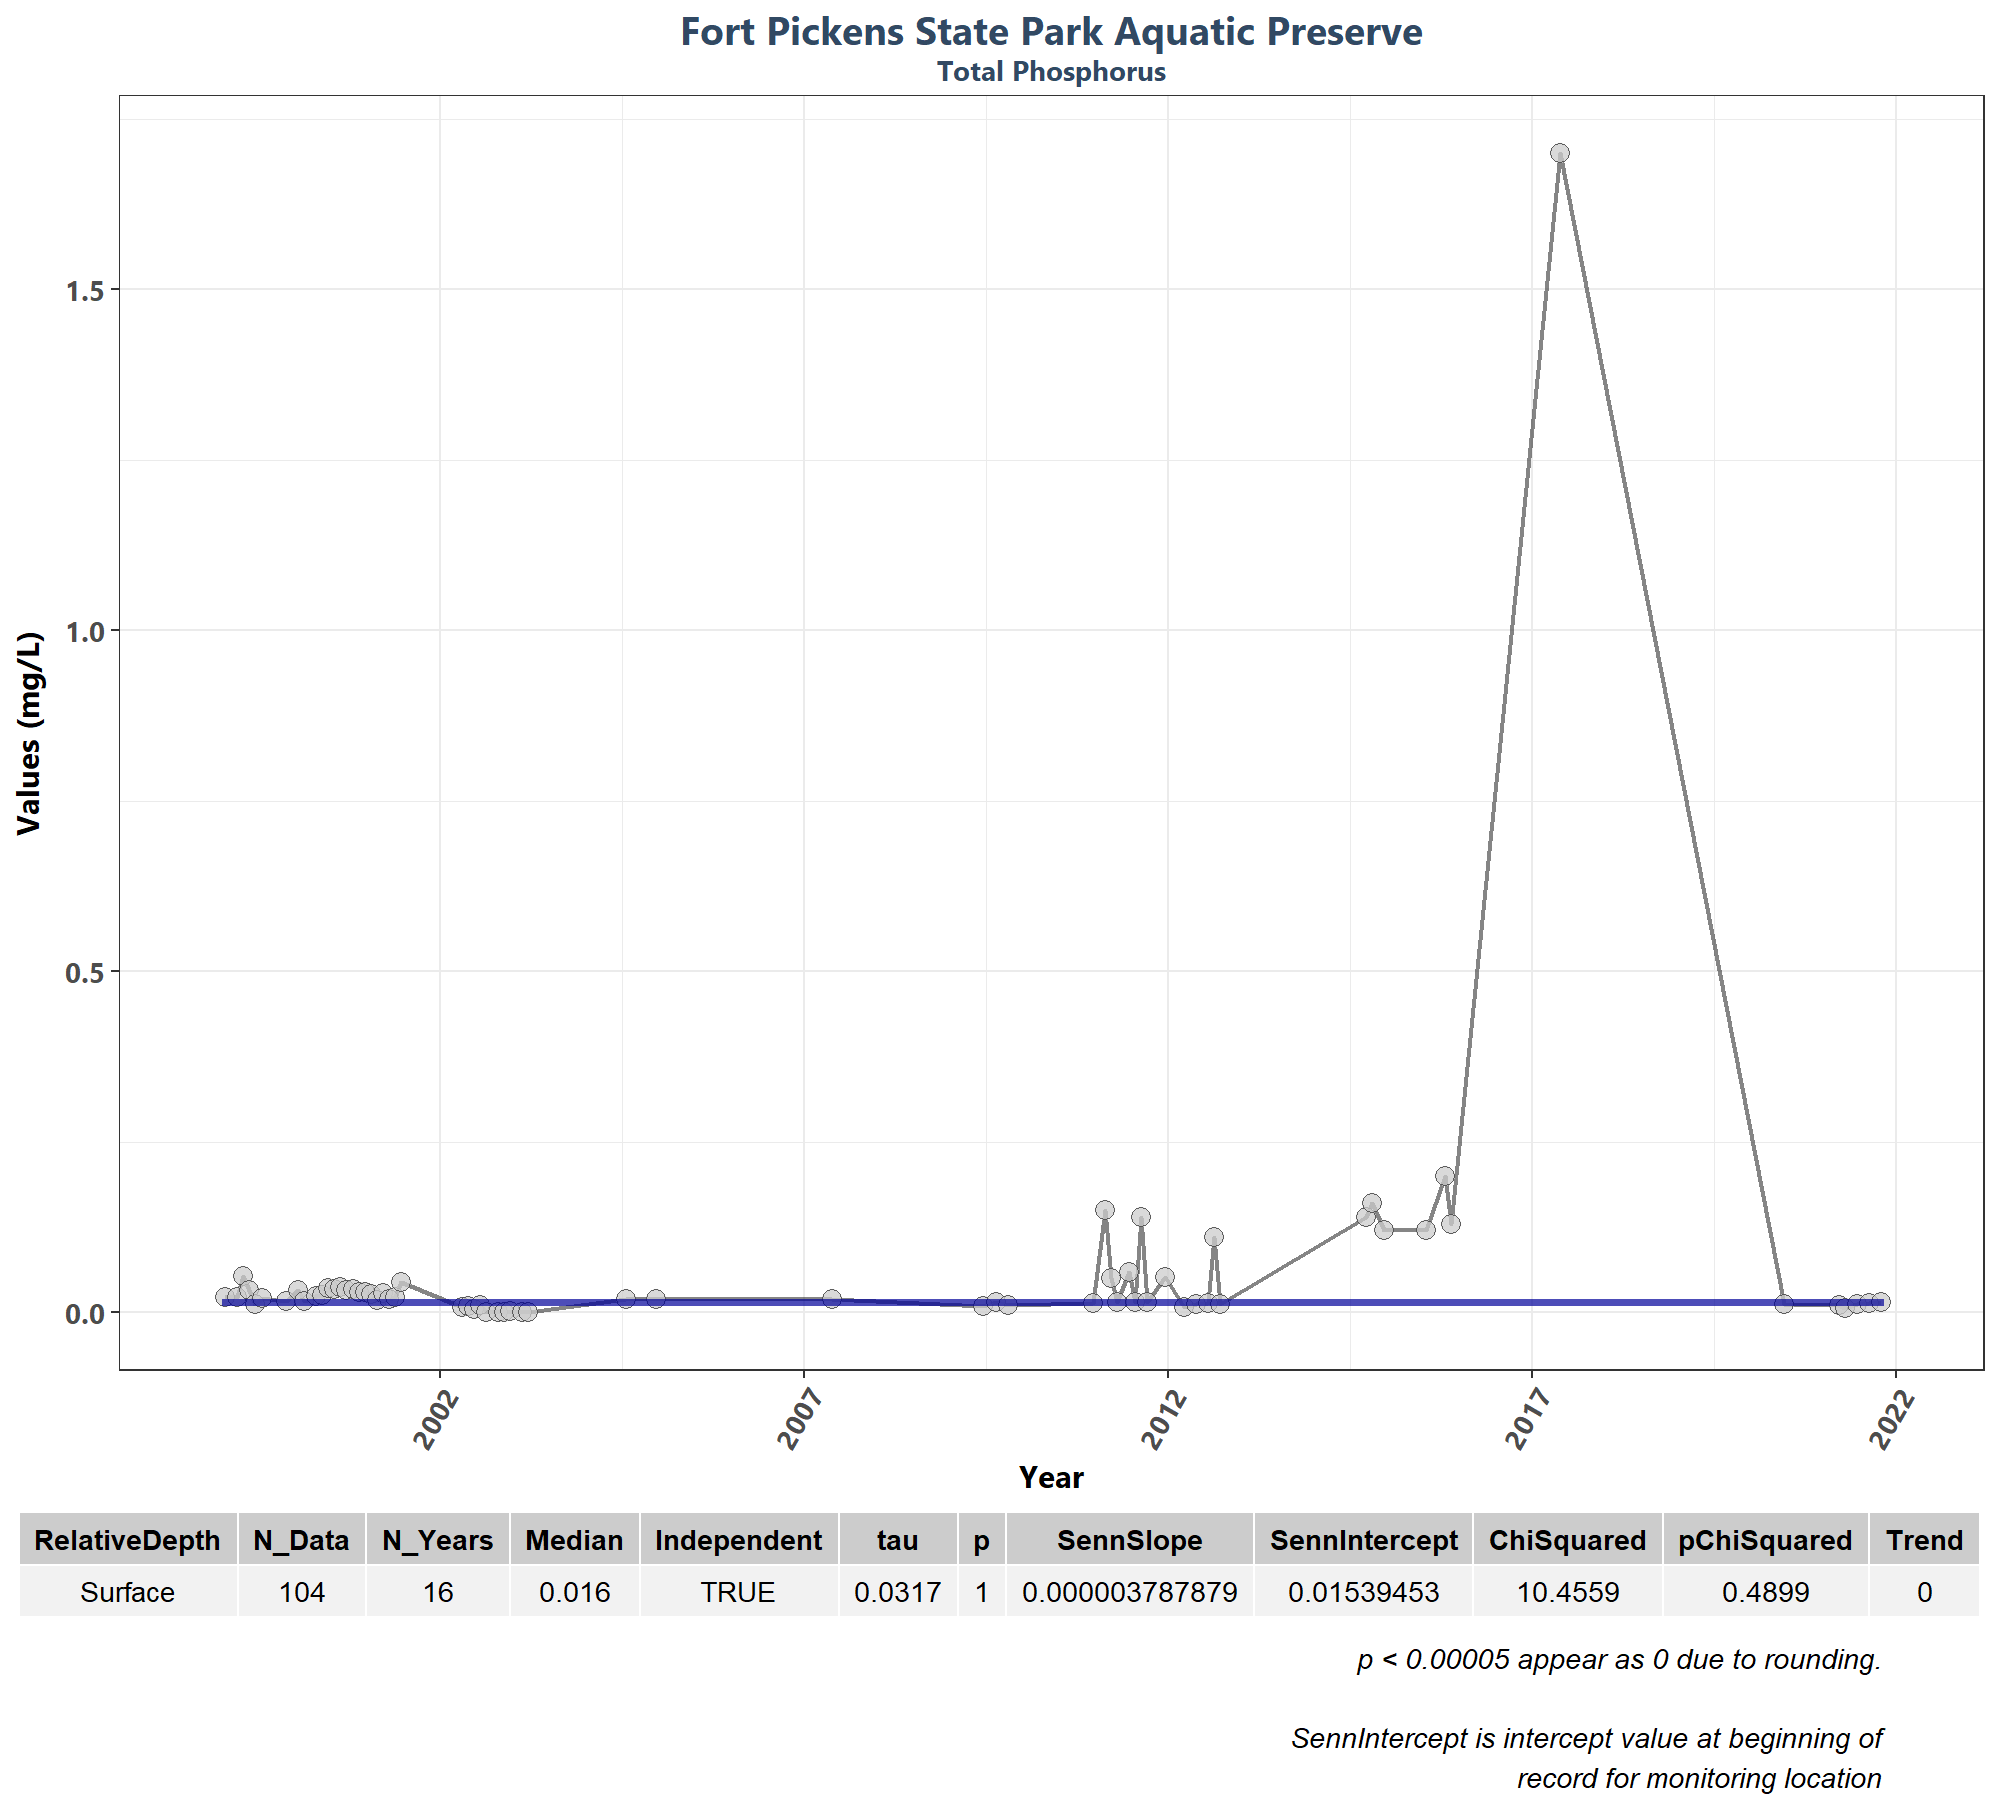 Fort Pickens State Park Aquatic Preserve
Total Phosphorus
Values (mg/L)
1.5
1.0
0.5
0.0
2002 2007 2012 2017 2022
Year
RelativeDepth N_Data N_Years Median Independent tau p SennSlope SennIntercept ChiSquared pChiSquared Trend
Surface 104 16 0.016 TRUE 0.0317 1 0.000003787879 0.01539453 10.4559 0.4899 0
p < 0.00005 appear as 0 due to rounding.
SennIntercept is intercept value at beginning of
record for monitoring location